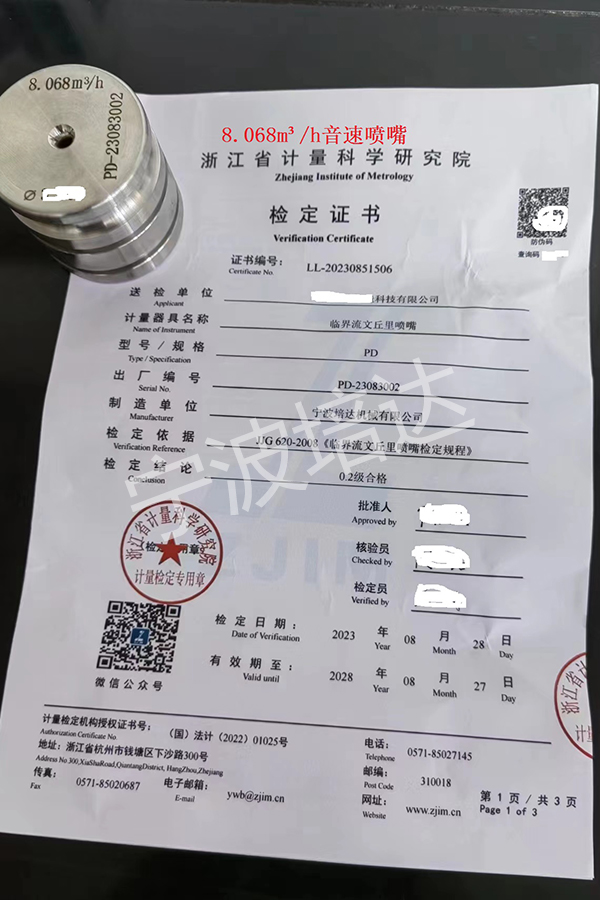 8.068m³/h
PD-23083002
Ø
8.068m³/h音速喷嘴
浙江省计量科学研究院
Zhejiang Institute of Metrology
检定证书
Verification Certificate
防伪码
查询码
证书编号: LL-20230851506
Certificate No.
送检单位 科技有限公司
Applicant
计量器具名称 临界流文丘里喷嘴
Name of Instrument
型号/规格 PD
Type / Specification
出厂编号 PD-23083002
Serial No.
制造单位 宁波培达机械有限公司
Manufacturer
检定依据 JJG 620-2008《临界流文丘里喷嘴检定规程》
Verification Reference
检定结论 0.2级合格
Conclusion
宁波培达
批准人
Approved by
核验员
Checked by
检定员
Verified by
浙江省计量科学研究院
(检定专用章)
计量检定专用章
检定日期: 2023 年 08 月 28 日
Date of Verification Year Month Day
有效期至: 2028 年 08 月 27 日
Valid until Year Month Day
微信公众号
浙江省计
计量检定机构授权证书号: (国)法计(2022)01025号
Authorization Certificate No
电话: 0571-85027145
Telephone
地址: 浙江省杭州市钱塘区下沙路300号
Address No 300,XiaShaRoad,QiantangDistrict, HangZhou,Zhejiang
邮编: 310018
Post Code
传真: 0571-85020687 电子邮箱: ywb@zjim.cn
Fax E-mail
网址: www.zjim.cn
Website
第 1 页 / 共 3 页
Page 1 of 3